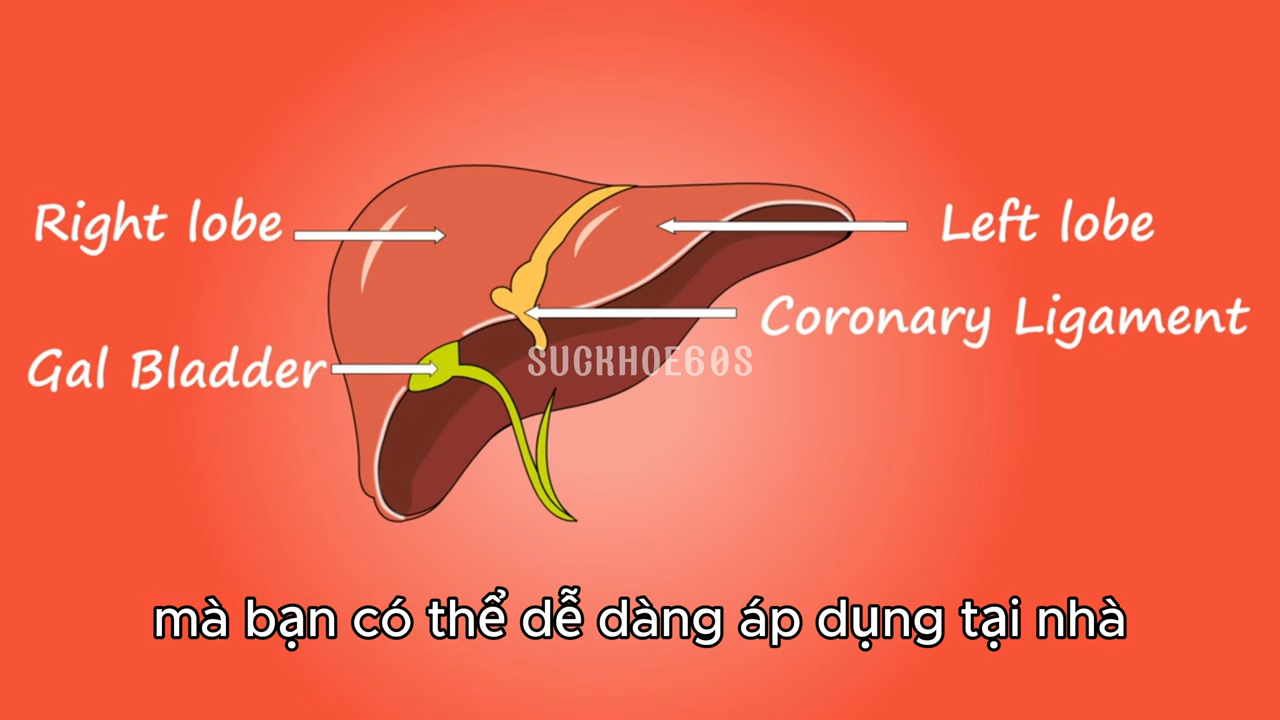 Right lobe
Left lobe
Coronary Ligament
Gal Bladder
SUCKHOE60S
mà bạn có thể dễ dàng áp dụng tại nhà